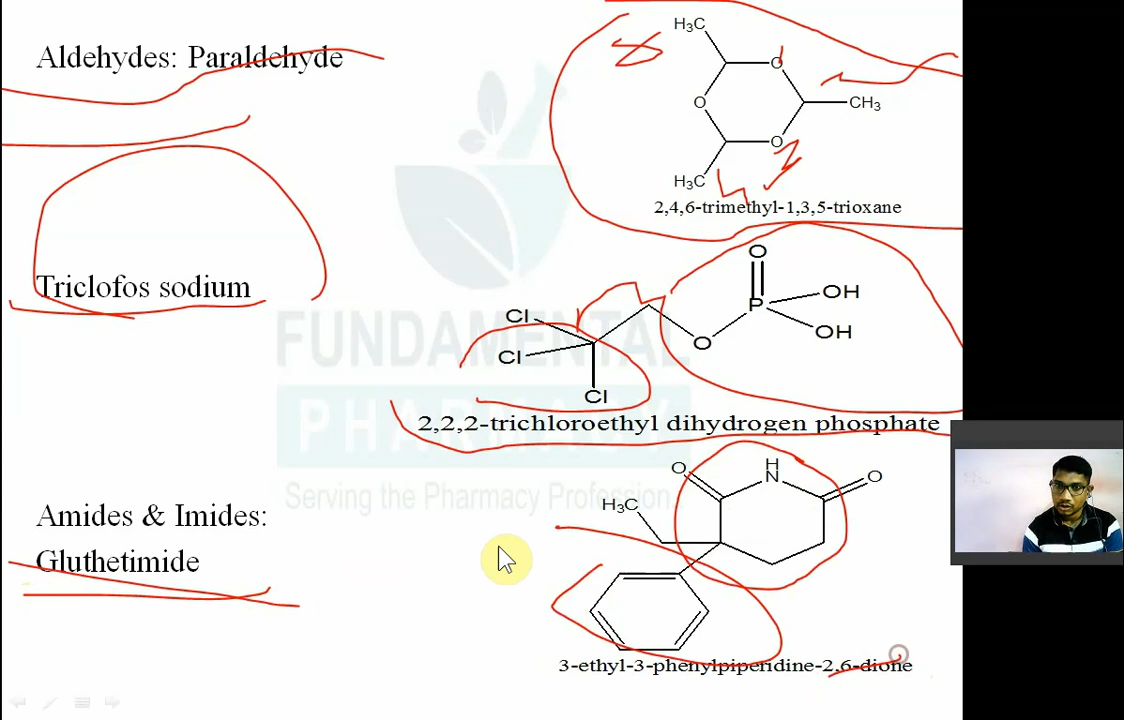 Aldehydes: Paraldehyde
H₃C
O
O
CH₃
O
H₃C
2,4,6-trimethyl-1,3,5-trioxane
Triclofos sodium
O
Cl
P
OH
Cl
O
OH
Cl
2,2,2-trichloroethyl dihydrogen phosphate
FUNDAMENTAL
PHARMACY
Serving the Pharmacy Profession
Amides & Imides:
Gluthetimide
O
H
N
O
H₃C
3-ethyl-3-phenylpiperidine-2,6-dione